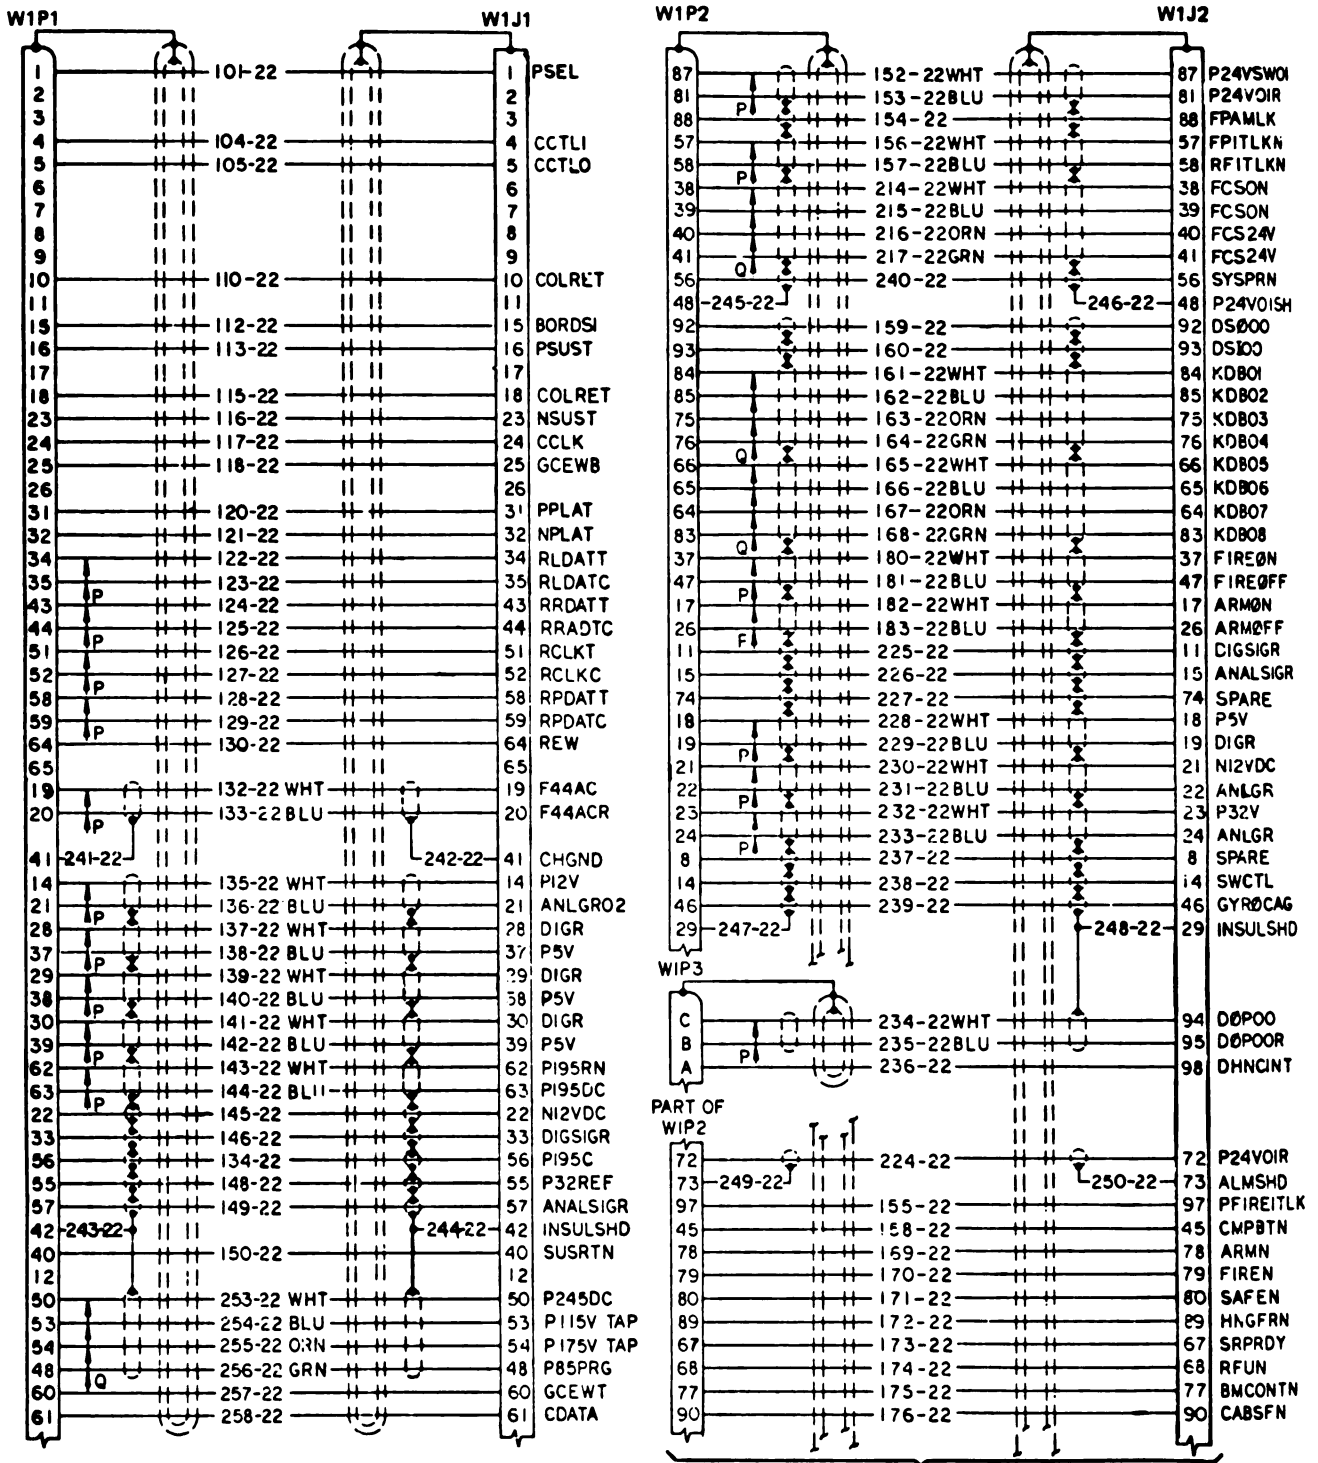 W1P1 W1J1
1 101-22 1 PSEL
2 2
3 3
4 104-22 4 CCTLI
5 105-22 5 CCTLO
6 6
7 7
8 8
9 9
10 110-22 10 COLRET
11 11
15 112-22 15 BORDSI
16 113-22 16 PSUST
17 17
18 115-22 18 COLRET
23 116-22 23 NSUST
24 117-22 24 CCLK
25 118-22 25 GCEWB
26 26
31 120-22 31 PPLAT
32 121-22 32 NPLAT
34 122-22 34 RLDATT
35 P 123-22 35 RLDATC
43 124-22 43 RRDATT
44 P 125-22 44 RRADTC
51 126-22 51 RCLKT
52 P 127-22 52 RCLKC
58 128-22 58 RPDATT
59 P 129-22 59 RPDATC
64 130-22 64 REW
65 65
19 132-22 WHT 19 F44AC
20 P 133-22 BLU 20 F44ACR
41 241-22 242-22 41 CHGND
14 135-22 WHT 14 P12V
21 P 136-22 BLU 21 ANLGRO2
28 137-22 WHT 28 DIGR
37 P 138-22 BLU 37 P5V
29 139-22 WHT 29 DIGR
38 P 140-22 BLU 38 P5V
30 141-22 WHT 30 DIGR
39 P 142-22 BLU 39 P5V
62 143-22 WHT 62 P195RN
63 P 144-22 BLU 63 P195DC
22 145-22 22 N12VDC
33 146-22 33 DIGSIGR
56 134-22 56 P195C
55 148-22 55 P32REF
57 149-22 57 ANALSIGR
42 243-22 244-22 42 INSULSHD
40 150-22 40 SUSRTN
12 12
50 253-22 WHT 50 P245DC
53 254-22 BLU 53 P115V TAP
54 255-22 ORN 54 P175V TAP
48 Q 256-22 GRN 48 P85PRG
60 257-22 60 GCEWT
61 258-22 61 CDATA
W1P2 W1J2
87 152-22WHT 87 P24VSWO1
81 P 153-22BLU 81 P24VOIR
88 154-22 88 FPAMLK
57 156-22WHT 57 FPITLKN
58 P 157-22BLU 58 RFITLKN
38 214-22WHT 38 FCSON
39 215-22BLU 39 FCSON
40 216-22ORN 40 FCS24V
41 Q 217-22GRN 41 FCS24V
56 240-22 56 SYSPRN
48 245-22 246-22 48 P24VOISH
92 159-22 92 DSØOO
93 160-22 93 DSIOO
84 161-22WHT 84 KDBO1
85 162-22BLU 85 KDBO2
75 163-22ORN 75 KDBO3
76 Q 164-22GRN 76 KDBO4
66 165-22WHT 66 KDBO5
65 166-22BLU 65 KDBO6
64 167-22ORN 64 KDBO7
83 Q 168-22GRN 83 KDBO8
37 180-22WHT 37 FIREØN
47 P 181-22BLU 47 FIREØFF
17 182-22WHT 17 ARMØN
26 F 183-22BLU 26 ARMØFF
11 225-22 11 DIGSIGR
15 226-22 15 ANALSIGR
74 227-22 74 SPARE
18 228-22WHT 18 P5V
19 P 229-22BLU 19 DIGR
21 230-22WHT 21 N12VDC
22 P 231-22BLU 22 ANLGR
23 232-22WHT 23 P32V
24 P 233-22BLU 24 ANLGR
8 237-22 8 SPARE
14 238-22 14 SWCTL
46 239-22 46 GYRØCAG
29 247-22 248-22 29 INSULSHD
W1P3
C 234-22WHT 94 DØPOO
B P 235-22BLU 95 DØPOOR
A 236-22 98 DHNCINT
PART OF
W1P2
72 224-22 72 P24VOIR
73 249-22 250-22 73 ALMSHD
97 155-22 97 PFIREITLK
45 158-22 45 CMPBTN
78 169-22 78 ARMN
79 170-22 79 FIREN
80 171-22 80 SAFEN
89 172-22 89 HNGFRN
67 173-22 67 SRPRDY
68 174-22 68 RFUN
77 175-22 77 BMCONTN
90 176-22 90 CABSFN